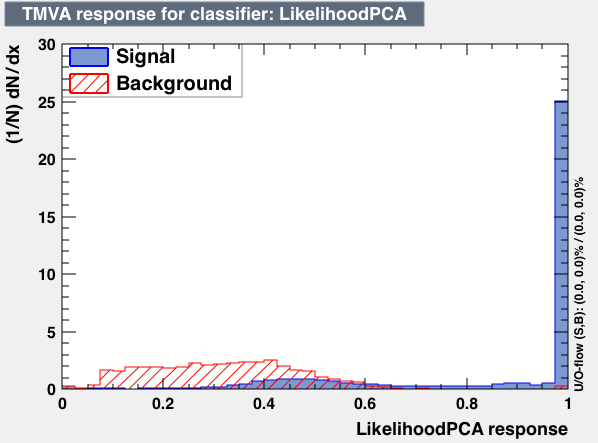 TMVA response for classifier: LikelihoodPCA
(1/N) dN/dx
30
25
20
15
10
5
0
Signal
Background
U/O-flow (S,B): (0.0, 0.0)% / (0.0, 0.0)%
0 0.2 0.4 0.6 0.8 1
LikelihoodPCA response